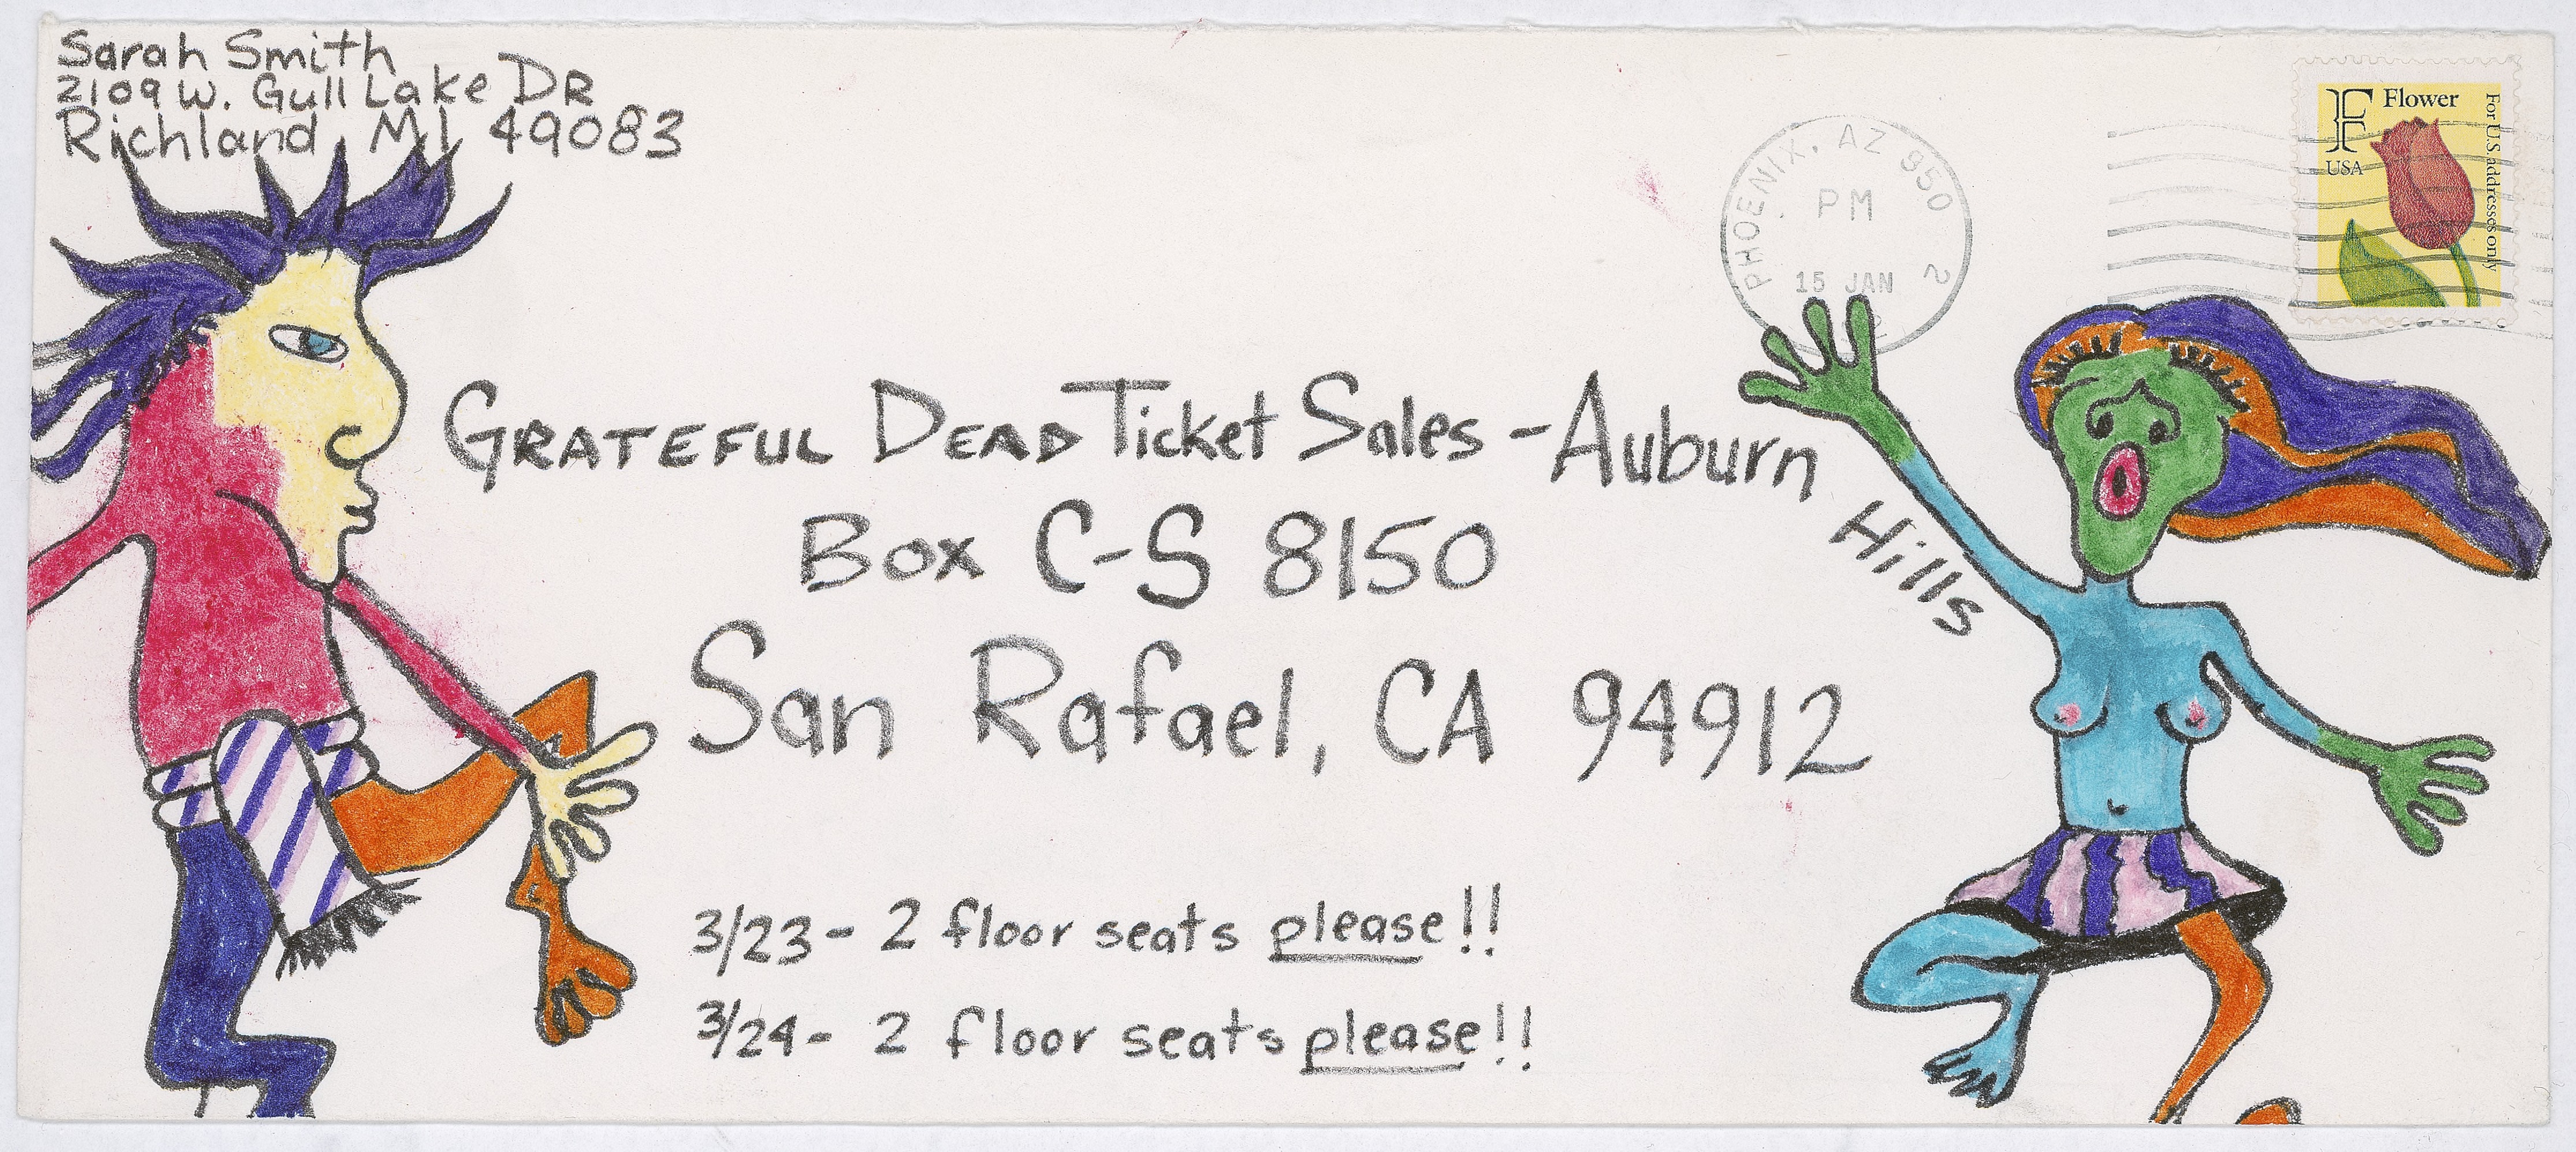 Sarah Smith
2109 W. Gull Lake DR
Richland, MI 49083
F Flower
USA
For U.S. addresses only
PHOENIX, AZ 850 2
PM
15 JAN
GRATEFUL DEAD Ticket Sales - Auburn Hills
Box C-S 8150
San Rafael, CA 94912
3/23 - 2 floor seats please!!
3/24 - 2 floor seats please!!